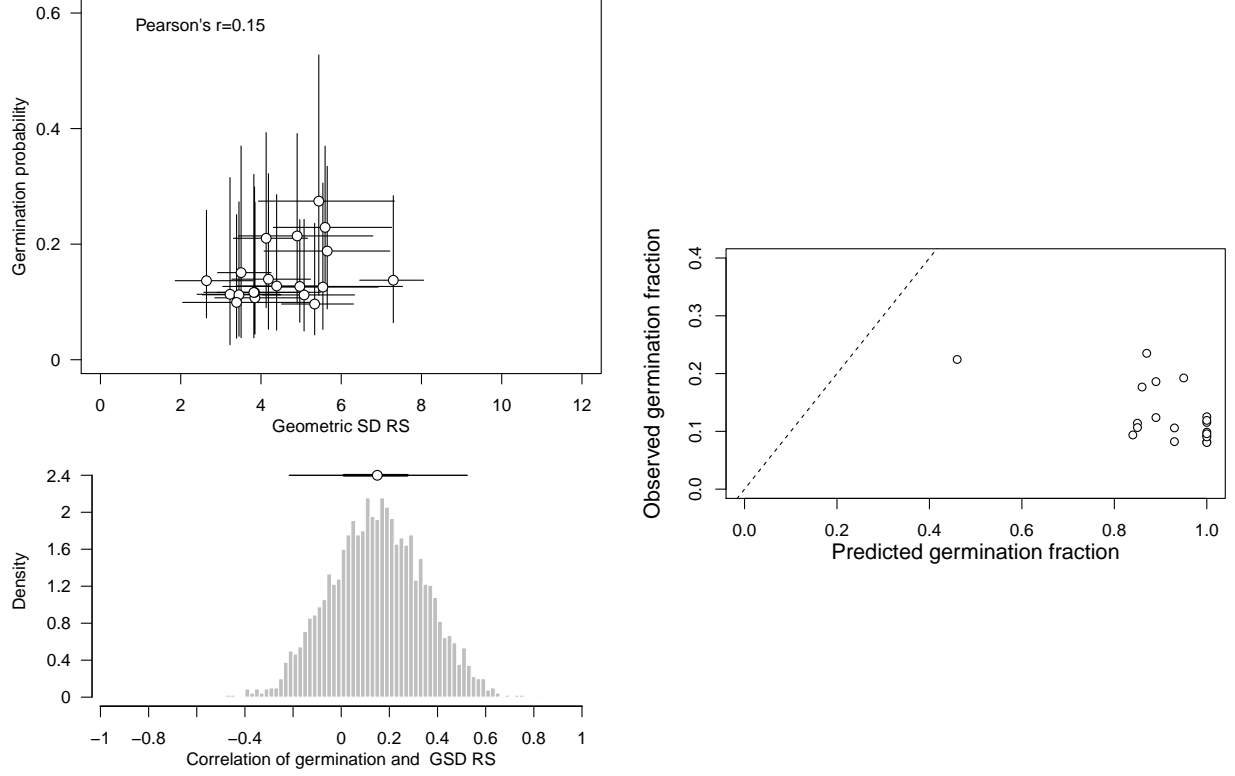 0.6
Pearson's r=0.15
0.4
0.2
0
Germination probability
0 2 4 6 8 10 12
Geometric SD RS
2.4
2
1.6
1.2
0.8
0.4
0
Density
−1 −0.8 −0.4 0 0.2 0.4 0.6 0.8 1
Correlation of germination and GSD RS
0.4
0.3
0.2
0.1
0.0
Observed germination fraction
0.0 0.2 0.4 0.6 0.8 1.0
Predicted germination fraction